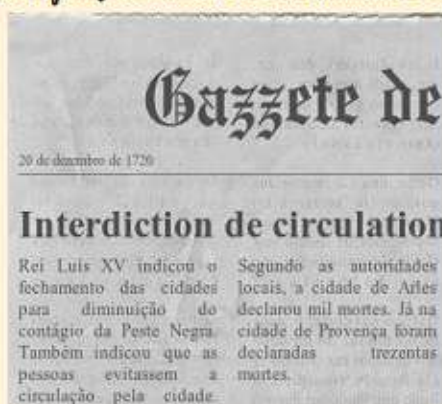 Gazzete de
20 de dezembro de 1720
Interdiction de circulation
Rei Luis XV indicou o
fechamento das cidades
para diminuição do
contágio da Peste Negra.
Também indicou que as
pessoas evitassem a
circulação pela cidade.
Segundo as autoridades
locais, a cidade de Arles
declarou mil mortes. Já na
cidade de Provença foram
declaradas trezentas
mortes.